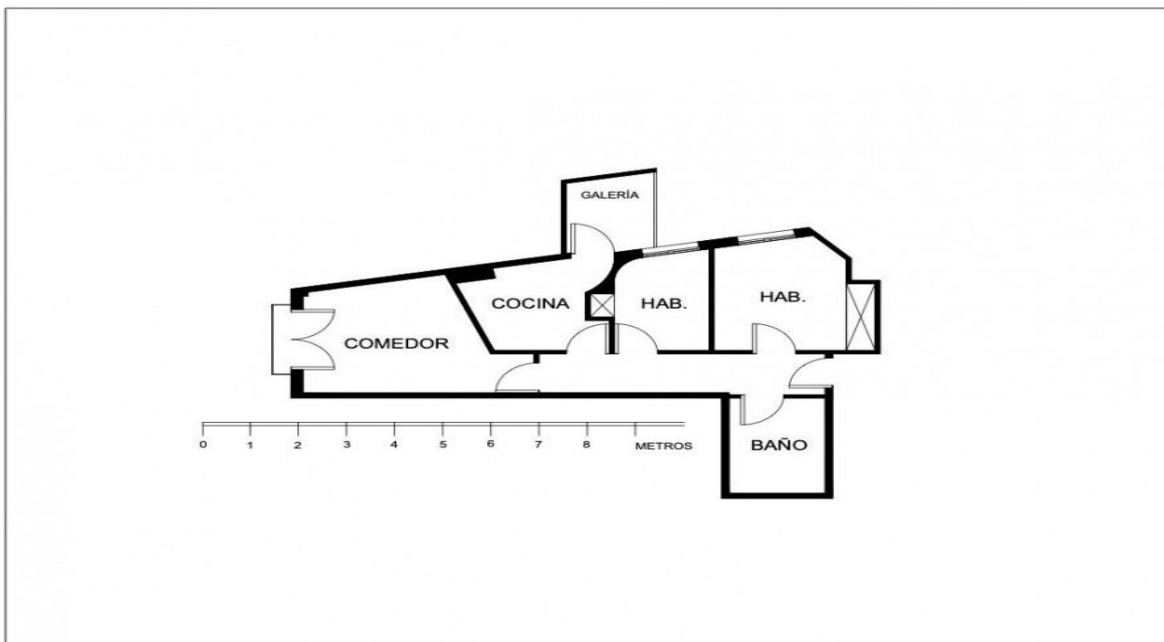 GALERÍA
COCINA
HAB.
HAB.
COMEDOR
BAÑO
0 1 2 3 4 5 6 7 8 METROS